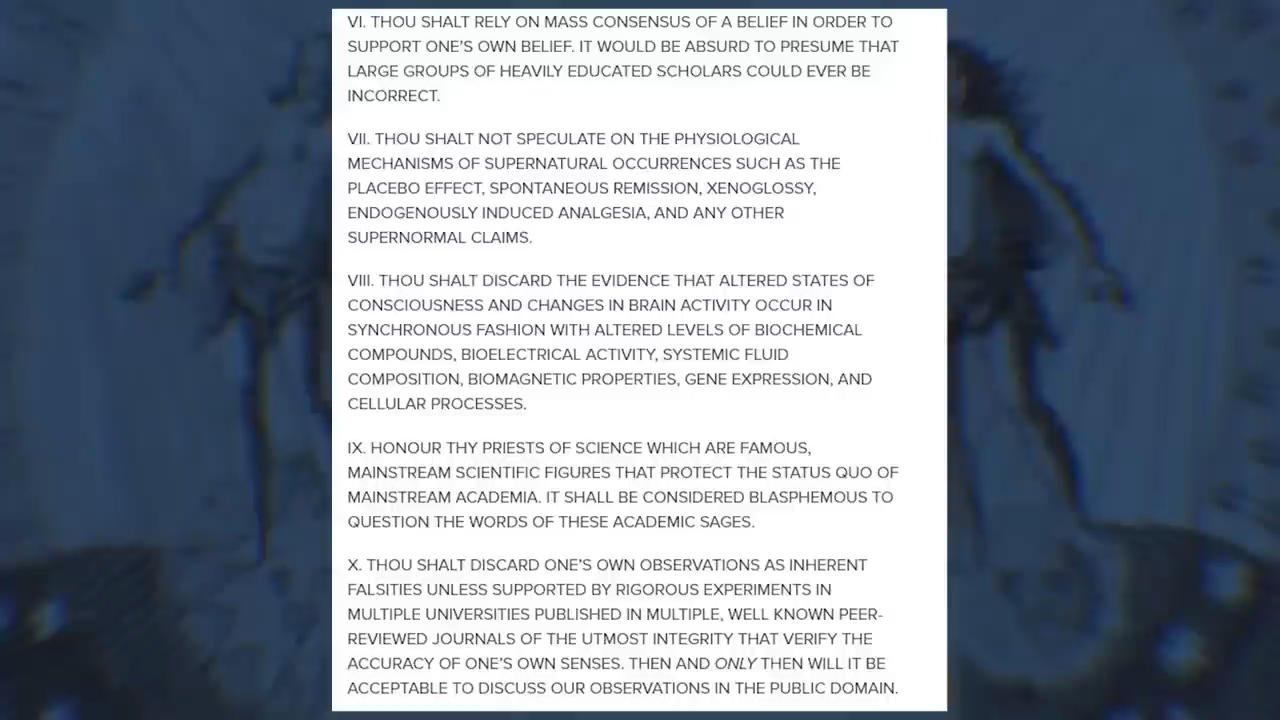 VI. THOU SHALT RELY ON MASS CONSENSUS OF A BELIEF IN ORDER TO
SUPPORT ONE'S OWN BELIEF. IT WOULD BE ABSURD TO PRESUME THAT
LARGE GROUPS OF HEAVILY EDUCATED SCHOLARS COULD EVER BE
INCORRECT.
VII. THOU SHALT NOT SPECULATE ON THE PHYSIOLOGICAL
MECHANISMS OF SUPERNATURAL OCCURRENCES SUCH AS THE
PLACEBO EFFECT, SPONTANEOUS REMISSION, XENOGLOSSY,
ENDOGENOUSLY INDUCED ANALGESIA, AND ANY OTHER
SUPERNORMAL CLAIMS.
VIII. THOU SHALT DISCARD THE EVIDENCE THAT ALTERED STATES OF
CONSCIOUSNESS AND CHANGES IN BRAIN ACTIVITY OCCUR IN
SYNCHRONOUS FASHION WITH ALTERED LEVELS OF BIOCHEMICAL
COMPOUNDS, BIOELECTRICAL ACTIVITY, SYSTEMIC FLUID
COMPOSITION, BIOMAGNETIC PROPERTIES, GENE EXPRESSION, AND
CELLULAR PROCESSES.
IX. HONOUR THY PRIESTS OF SCIENCE WHICH ARE FAMOUS,
MAINSTREAM SCIENTIFIC FIGURES THAT PROTECT THE STATUS QUO OF
MAINSTREAM ACADEMIA. IT SHALL BE CONSIDERED BLASPHEMOUS TO
QUESTION THE WORDS OF THESE ACADEMIC SAGES.
X. THOU SHALT DISCARD ONE'S OWN OBSERVATIONS AS INHERENT
FALSITIES UNLESS SUPPORTED BY RIGOROUS EXPERIMENTS IN
MULTIPLE UNIVERSITIES PUBLISHED IN MULTIPLE, WELL KNOWN PEER-
REVIEWED JOURNALS OF THE UTMOST INTEGRITY THAT VERIFY THE
ACCURACY OF ONE'S OWN SENSES. THEN AND ONLY THEN WILL IT BE
ACCEPTABLE TO DISCUSS OUR OBSERVATIONS IN THE PUBLIC DOMAIN.